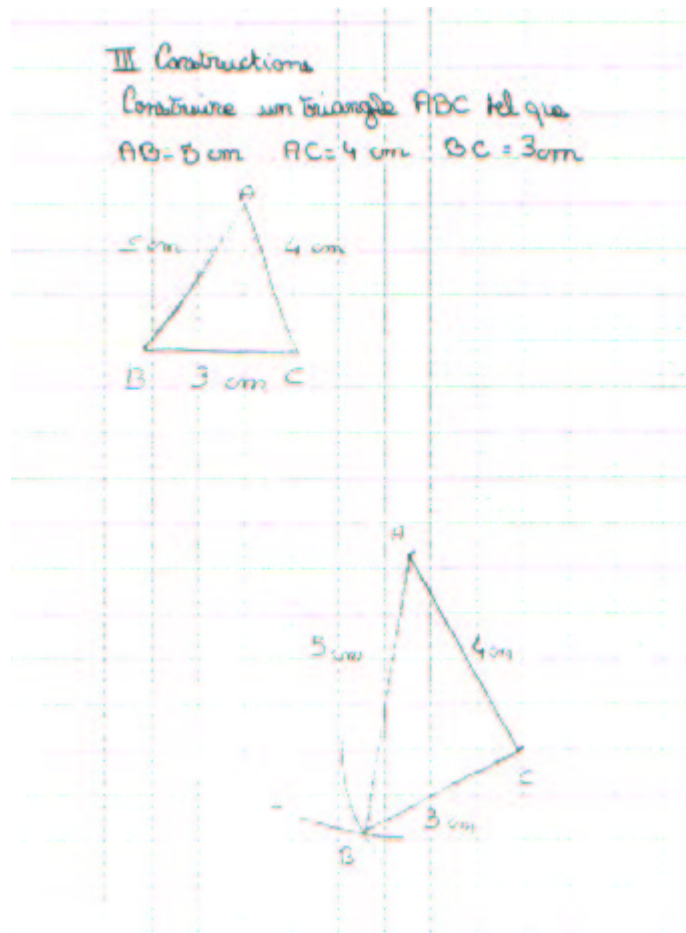 III Constructions
Construire un triangle ABC tel que
AB = 5 cm AC = 4 cm BC = 3 cm
A
5 cm 4 cm
B 3 cm C
A
5 cm 4 cm
C
3 cm
B